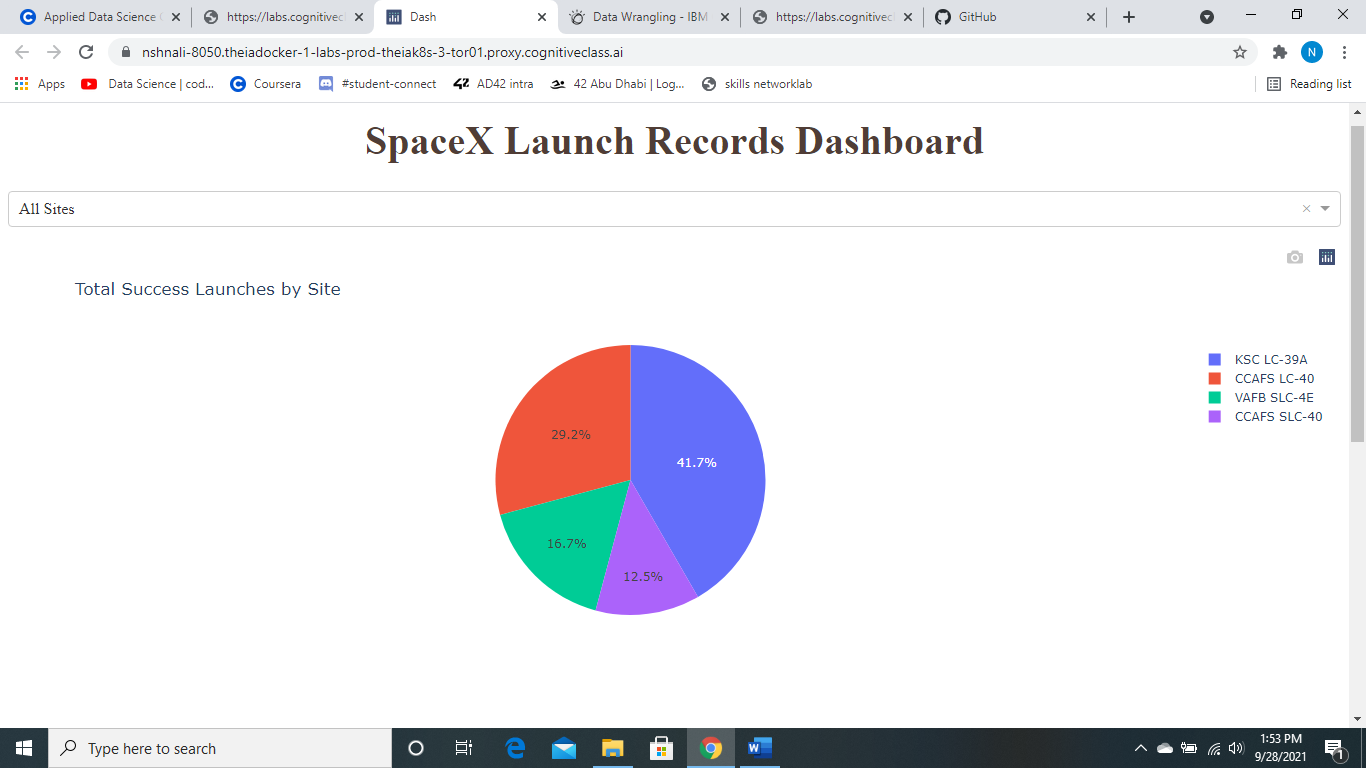 Applied Data Science C
https://labs.cognitivecl
Dash
Data Wrangling - IBM
https://labs.cognitivec
GitHub
nshnali-8050.theiadocker-1-labs-prod-theiak8s-3-tor01.proxy.cognitiveclass.ai
N
Apps
Data Science | cod...
Coursera
#student-connect
AD42 intra
42 Abu Dhabi | Log...
skills networklab
Reading list
SpaceX Launch Records Dashboard
All Sites
Total Success Launches by Site
KSC LC-39A
CCAFS LC-40
VAFB SLC-4E
CCAFS SLC-40
29.2%
41.7%
16.7%
12.5%
Type here to search
1:53 PM
9/28/2021
1